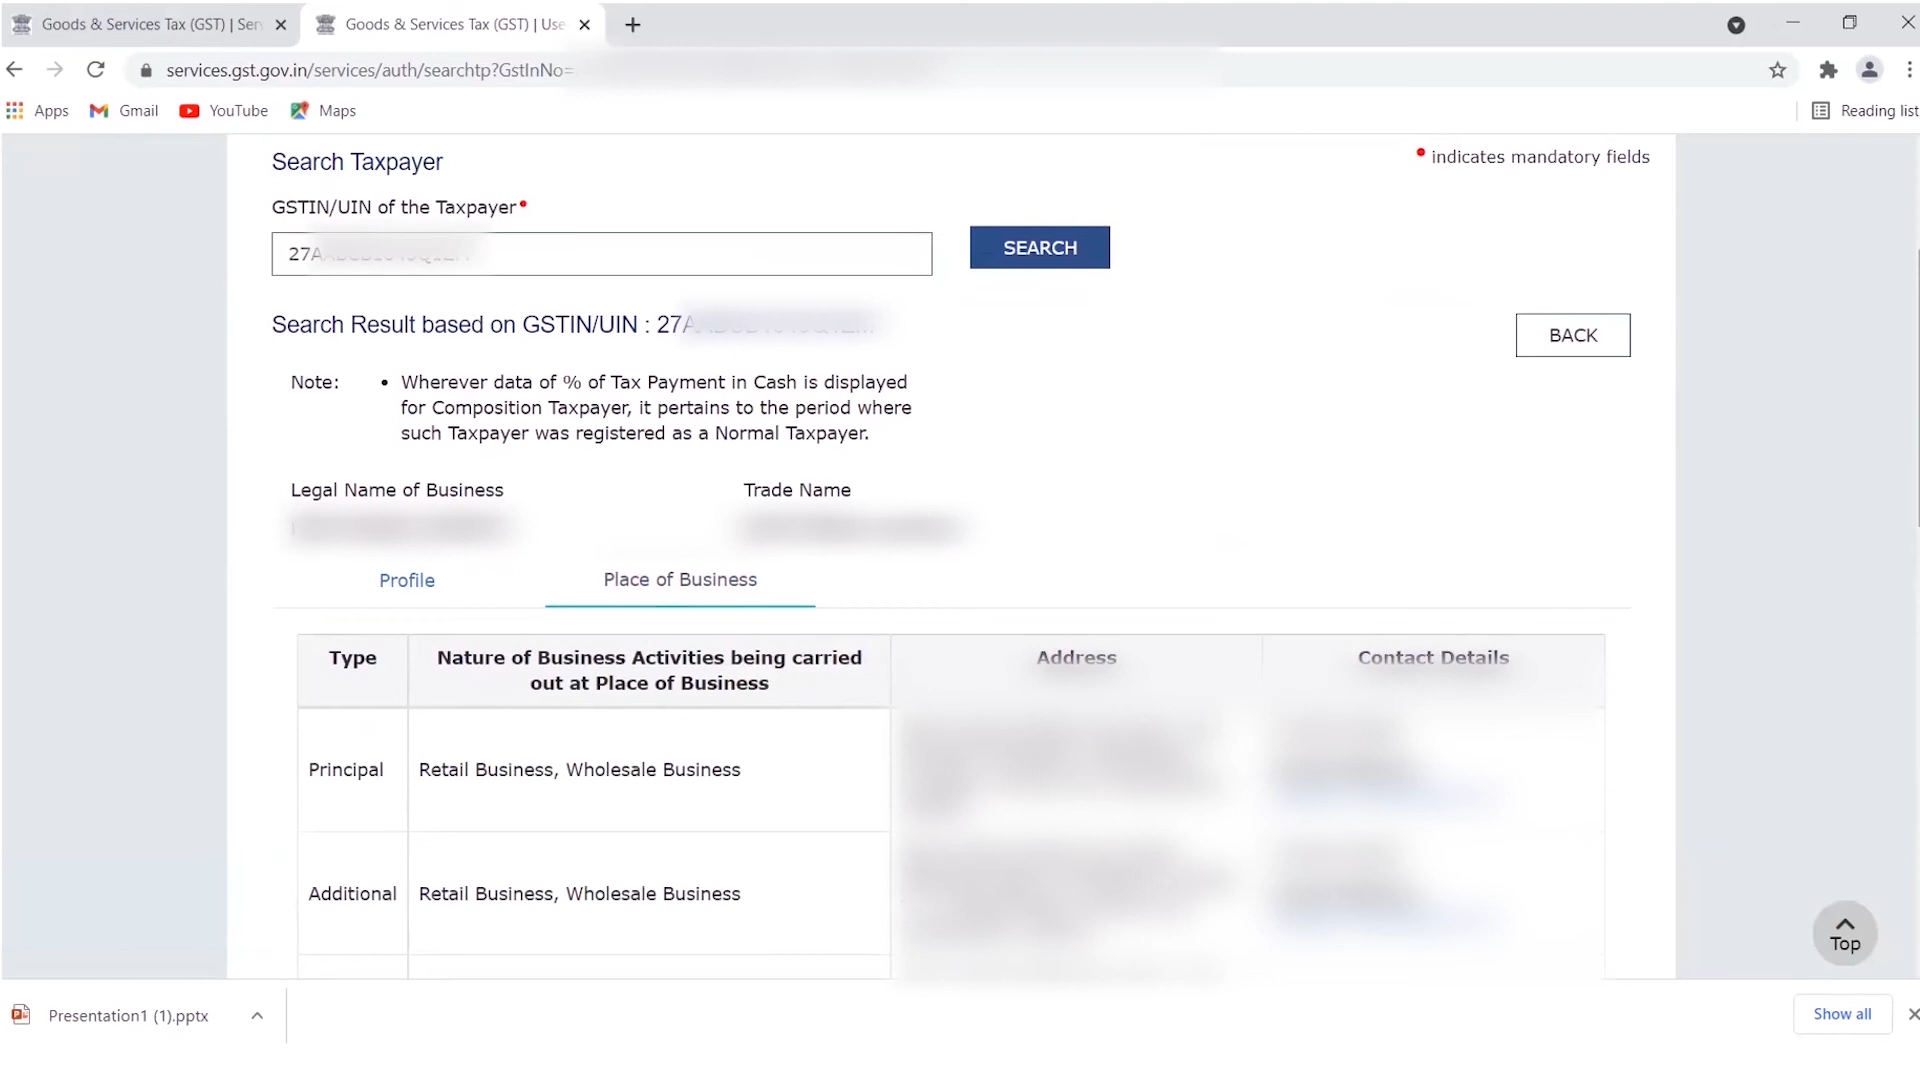 Goods & Services Tax (GST) | Ser
Goods & Services Tax (GST) | Use
services.gst.gov.in/services/auth/searchtp?GstInNo=
Apps
Gmail
YouTube
Maps
Reading list
Search Taxpayer
• indicates mandatory fields
GSTIN/UIN of the Taxpayer•
27A
SEARCH
Search Result based on GSTIN/UIN : 27A
BACK
Note:
• Wherever data of % of Tax Payment in Cash is displayed
for Composition Taxpayer, it pertains to the period where
such Taxpayer was registered as a Normal Taxpayer.
Legal Name of Business
Trade Name
Profile
Place of Business
Type
Nature of Business Activities being carried
out at Place of Business
Address
Contact Details
Principal
Retail Business, Wholesale Business
Additional
Retail Business, Wholesale Business
Top
Presentation1 (1).pptx
Show all